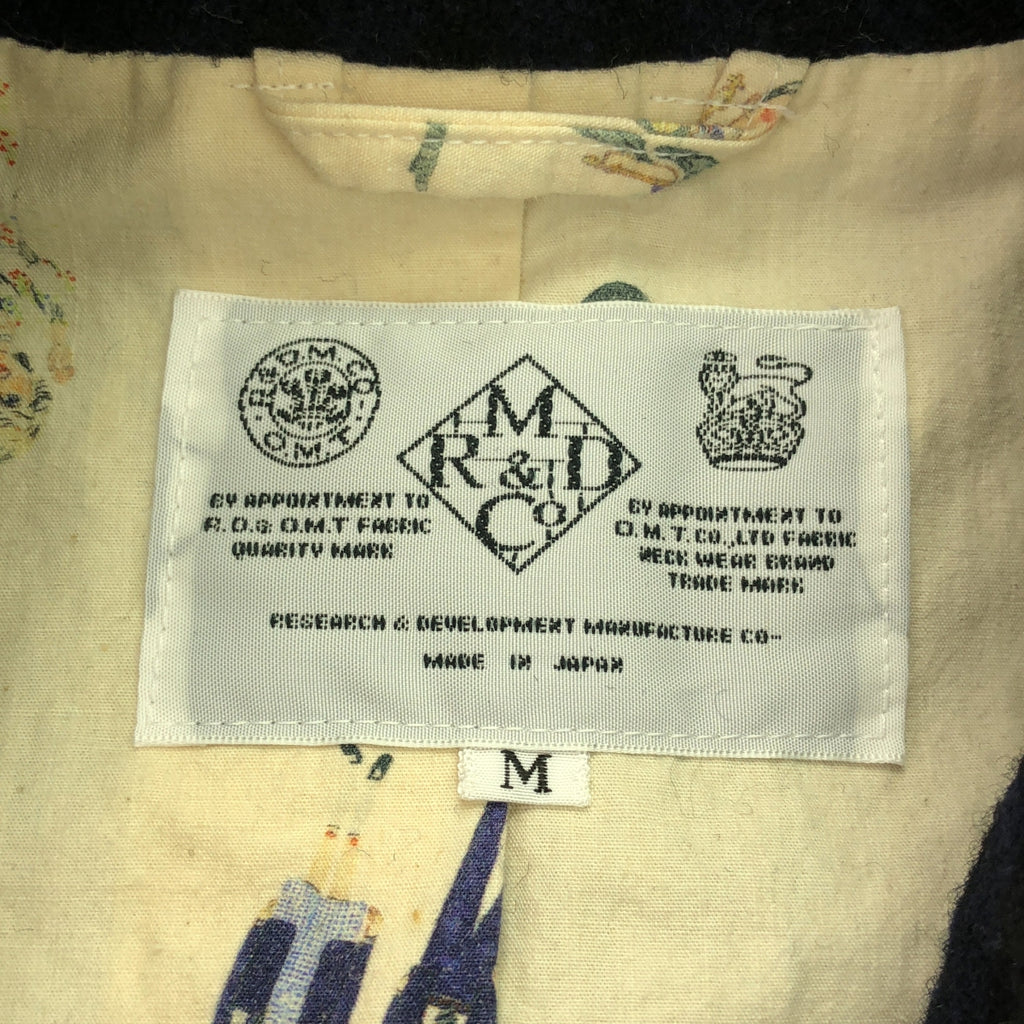 R.&D.M.CO
O.M.T.
M
R & D
Co
BY APPOINTMENT TO
R.D.& O.M.T FABRIC
QUARITY MARK
BY APPOINTMENT TO
O.M.T.CO.,LTD FABRIC
NECK WEAR BRAND
TRADE MARK
RESEARCH & DEVELOPMENT MANUFACTURE CO--
MADE IN JAPAN
M